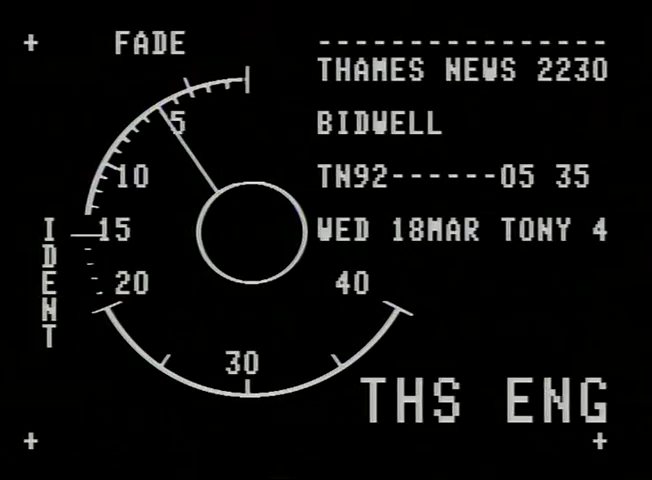 FADE
----------------
THAMES NEWS 2230
5
BIDWELL
10
TN92------05 35
15
WED 18MAR TONY 4
IDENT
20
40
30
THS ENG